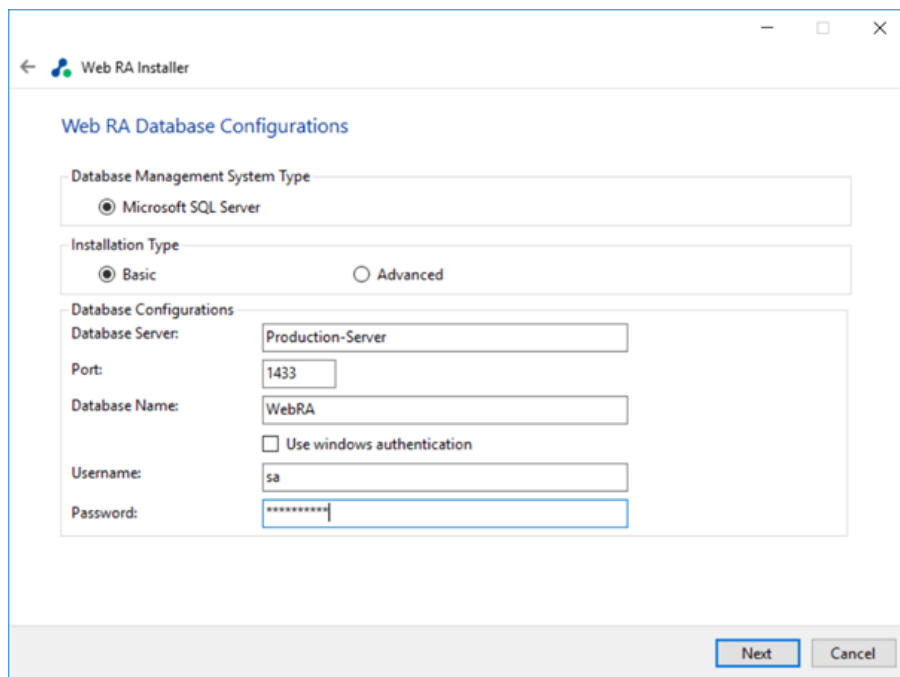 Web RA Installer
Web RA Database Configurations
Database Management System Type
Microsoft SQL Server
Installation Type
Basic Advanced
Database Configurations
Database Server: Production-Server
Port: 1433
Database Name: WebRA
Use windows authentication
Username: sa
Password: **********
Next Cancel